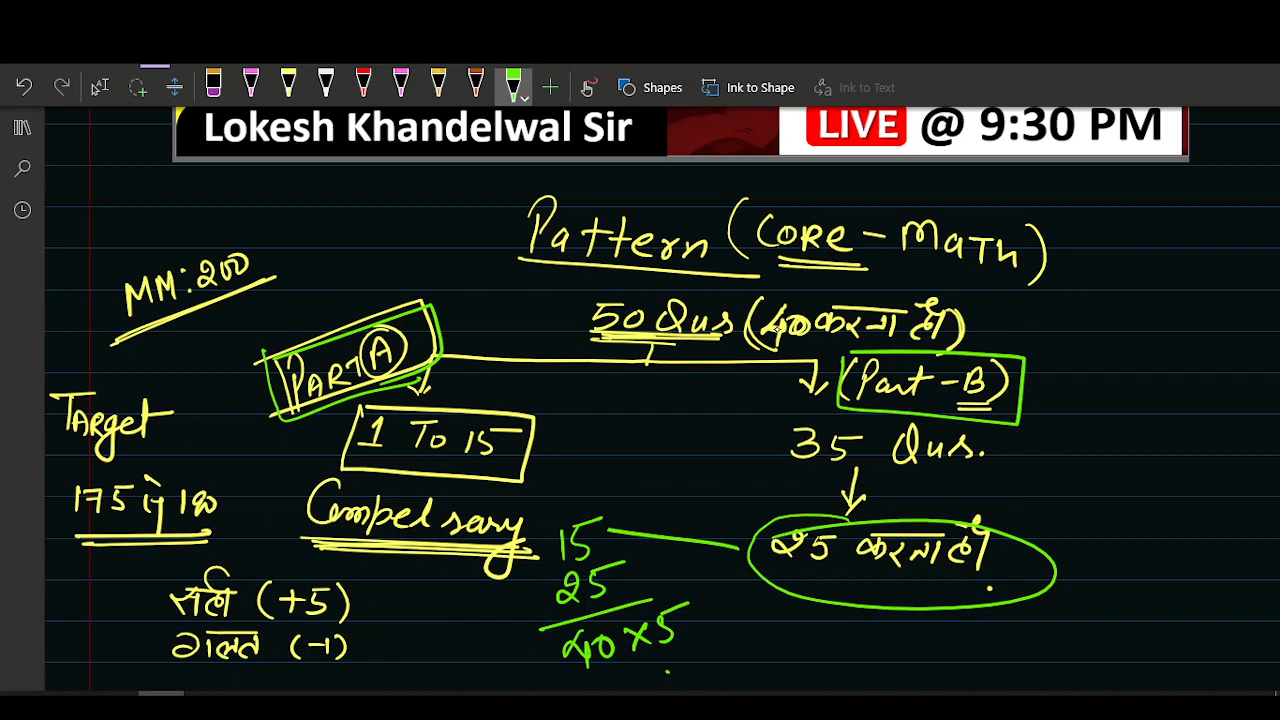 Shapes
Ink to Shape
Ink to Text
Lokesh Khandelwal Sir
LIVE @ 9:30 PM
Pattern (CORE - MATH)
MM: 200
50 Qus (40 करना है)
PART A
(Part - B)
1 To 15
35 Qus.
TARget
175 से 180
Compelsary
25 करना है
15
25
40 x 5
सही (+5)
गलत (-1)